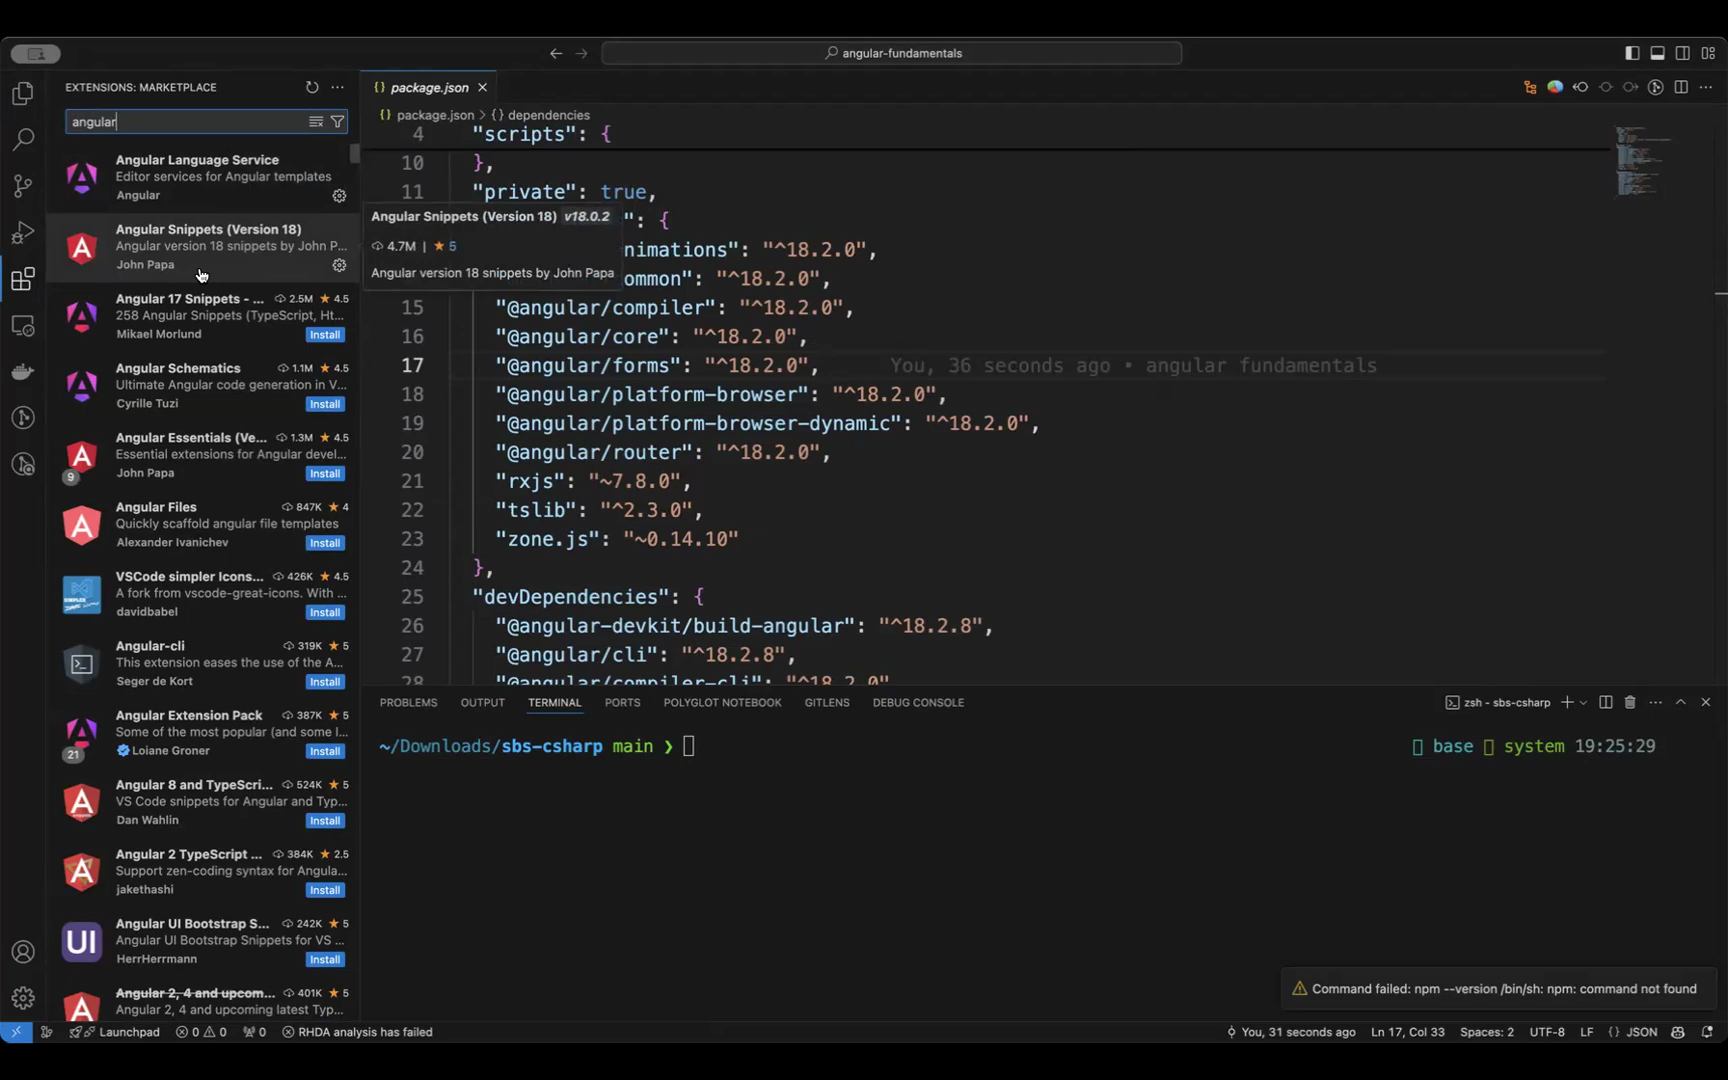 angular-fundamentals
EXTENSIONS: MARKETPLACE
angular
Angular Language Service
Editor services for Angular templates
Angular
Angular Snippets (Version 18)
Angular version 18 snippets by John P...
John Papa
Angular 17 Snippets - ... 2.5M ★ 4.5
258 Angular Snippets (TypeScript, Ht...
Mikael Morlund Install
Angular Schematics 1.1M ★ 4.5
Ultimate Angular code generation in V...
Cyrille Tuzi Install
Angular Essentials (Ve... 1.3M ★ 4.5
Essential extensions for Angular devel...
9 John Papa Install
Angular Files 847K ★ 4
Quickly scaffold angular file templates
Alexander Ivanichev Install
VSCode simpler Icons... 426K ★ 4.5
A fork from vscode-great-icons. With ...
davidbabel Install
Angular-cli 319K ★ 5
This extension eases the use of the A...
Seger de Kort Install
Angular Extension Pack 387K ★ 5
Some of the most popular (and some I...
21 Loiane Groner Install
Angular 8 and TypeScri... 524K ★ 5
VS Code snippets for Angular and Typ...
Dan Wahlin Install
Angular 2 TypeScript ... 384K ★ 2.5
Support zen-coding syntax for Angula...
jakethashi Install
Angular UI Bootstrap S... 242K ★ 5
Angular UI Bootstrap Snippets for VS ...
UI HerrHerrmann Install
Angular 2, 4 and upcom... 401K ★ 5
Angular 2, 4 and upcoming latest Typ...
{} package.json
{} package.json > {} dependencies
4 "scripts": {
10 },
11 "private": true,
": {
Angular Snippets (Version 18) v18.0.2
4.7M | ★ 5
Angular version 18 snippets by John Papa
nimations": "^18.2.0",
ommon": "^18.2.0",
15 "@angular/compiler": "^18.2.0",
16 "@angular/core": "^18.2.0",
17 "@angular/forms": "^18.2.0", You, 36 seconds ago • angular fundamentals
18 "@angular/platform-browser": "^18.2.0",
19 "@angular/platform-browser-dynamic": "^18.2.0",
20 "@angular/router": "^18.2.0",
21 "rxjs": "~7.8.0",
22 "tslib": "^2.3.0",
23 "zone.js": "~0.14.10"
24 },
25 "devDependencies": {
26 "@angular-devkit/build-angular": "^18.2.8",
27 "@angular/cli": "^18.2.8",
28 "@angular/compiler-cli": "^18.2.0",
PROBLEMS OUTPUT TERMINAL PORTS POLYGLOT NOTEBOOK GITLENS DEBUG CONSOLE zsh - sbs-csharp
~/Downloads/sbs-csharp main ❯ base system 19:25:29
Command failed: npm --version /bin/sh: npm: command not found
Launchpad 0 0 0 RHDA analysis has failed You, 31 seconds ago Ln 17, Col 33 Spaces: 2 UTF-8 LF {} JSON